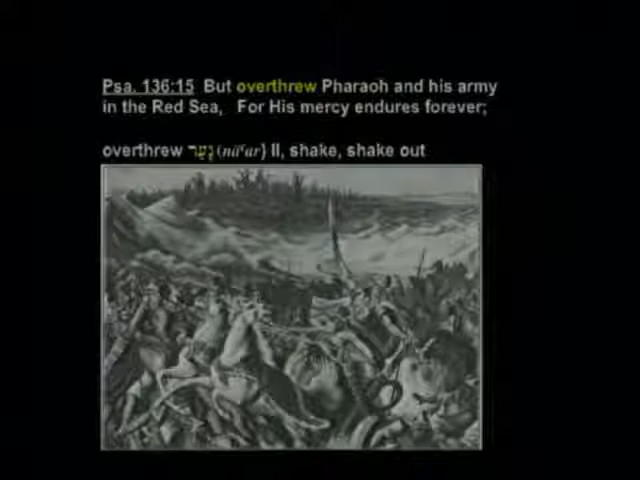 Psa. 136:15 But overthrew Pharaoh and his army
in the Red Sea, For His mercy endures forever;
overthrew נָעַר (nāʿar} II, shake, shake out